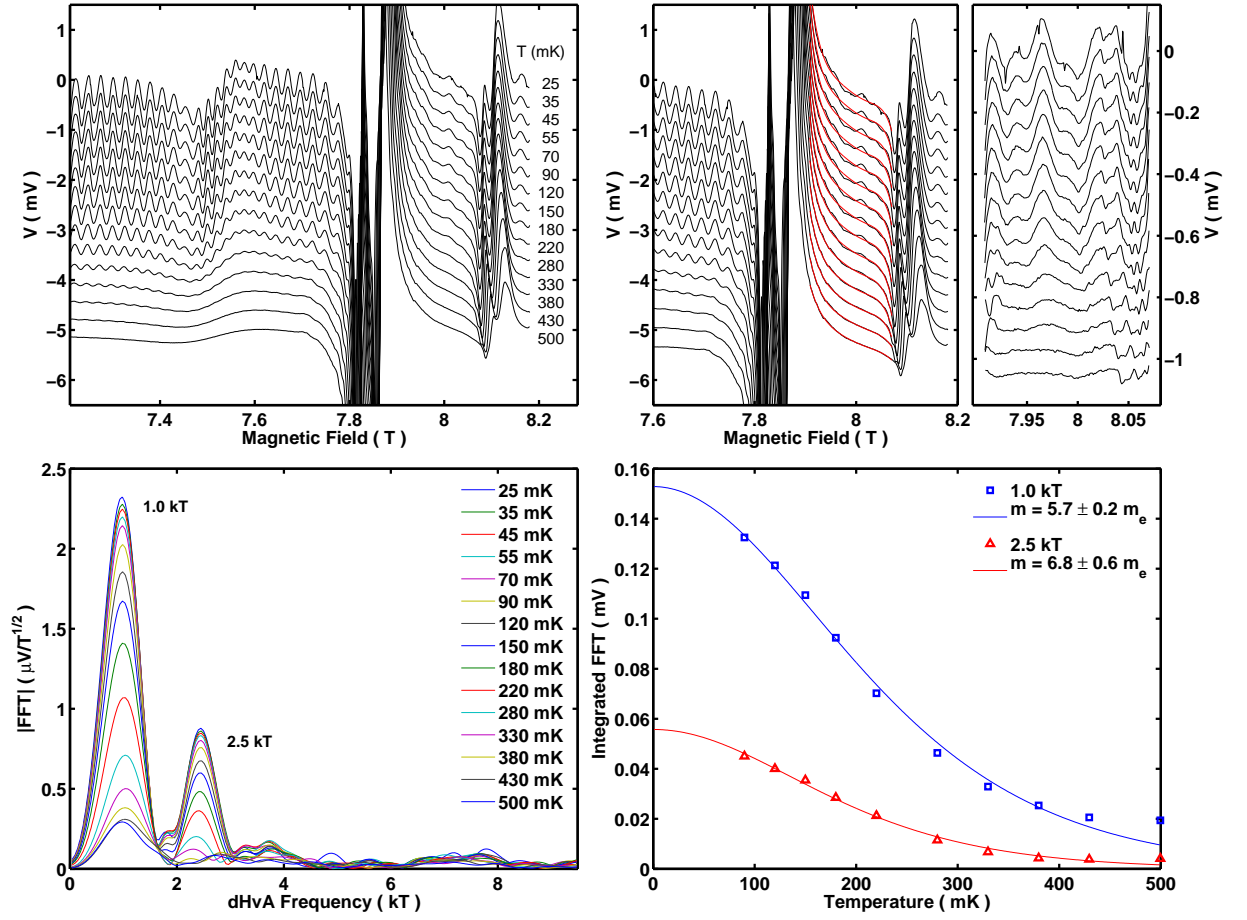 T (mK)
25
35
45
55
70
90
120
150
180
220
280
330
380
430
500
1
0
−1
−2
−3
−4
−5
−6
V ( mV )
7.4
7.6
7.8
8
8.2
Magnetic Field ( T )
1
0
−1
−2
−3
−4
−5
−6
V ( mV )
7.6
7.8
8
8.2
Magnetic Field ( T )
0
−0.2
−0.4
−0.6
−0.8
−1
V ( mV )
7.95
8
8.05
2.5
2
1.5
1
0.5
0
|FFT| ( μV/T1/2 )
1.0 kT
2.5 kT
25 mK
35 mK
45 mK
55 mK
70 mK
90 mK
120 mK
150 mK
180 mK
220 mK
280 mK
330 mK
380 mK
430 mK
500 mK
0
2
4
6
8
dHvA Frequency ( kT )
0.16
0.14
0.12
0.1
0.08
0.06
0.04
0.02
0
Integrated FFT ( mV )
1.0 kT
m = 5.7 ± 0.2 me
2.5 kT
m = 6.8 ± 0.6 me
0
100
200
300
400
500
Temperature ( mK )